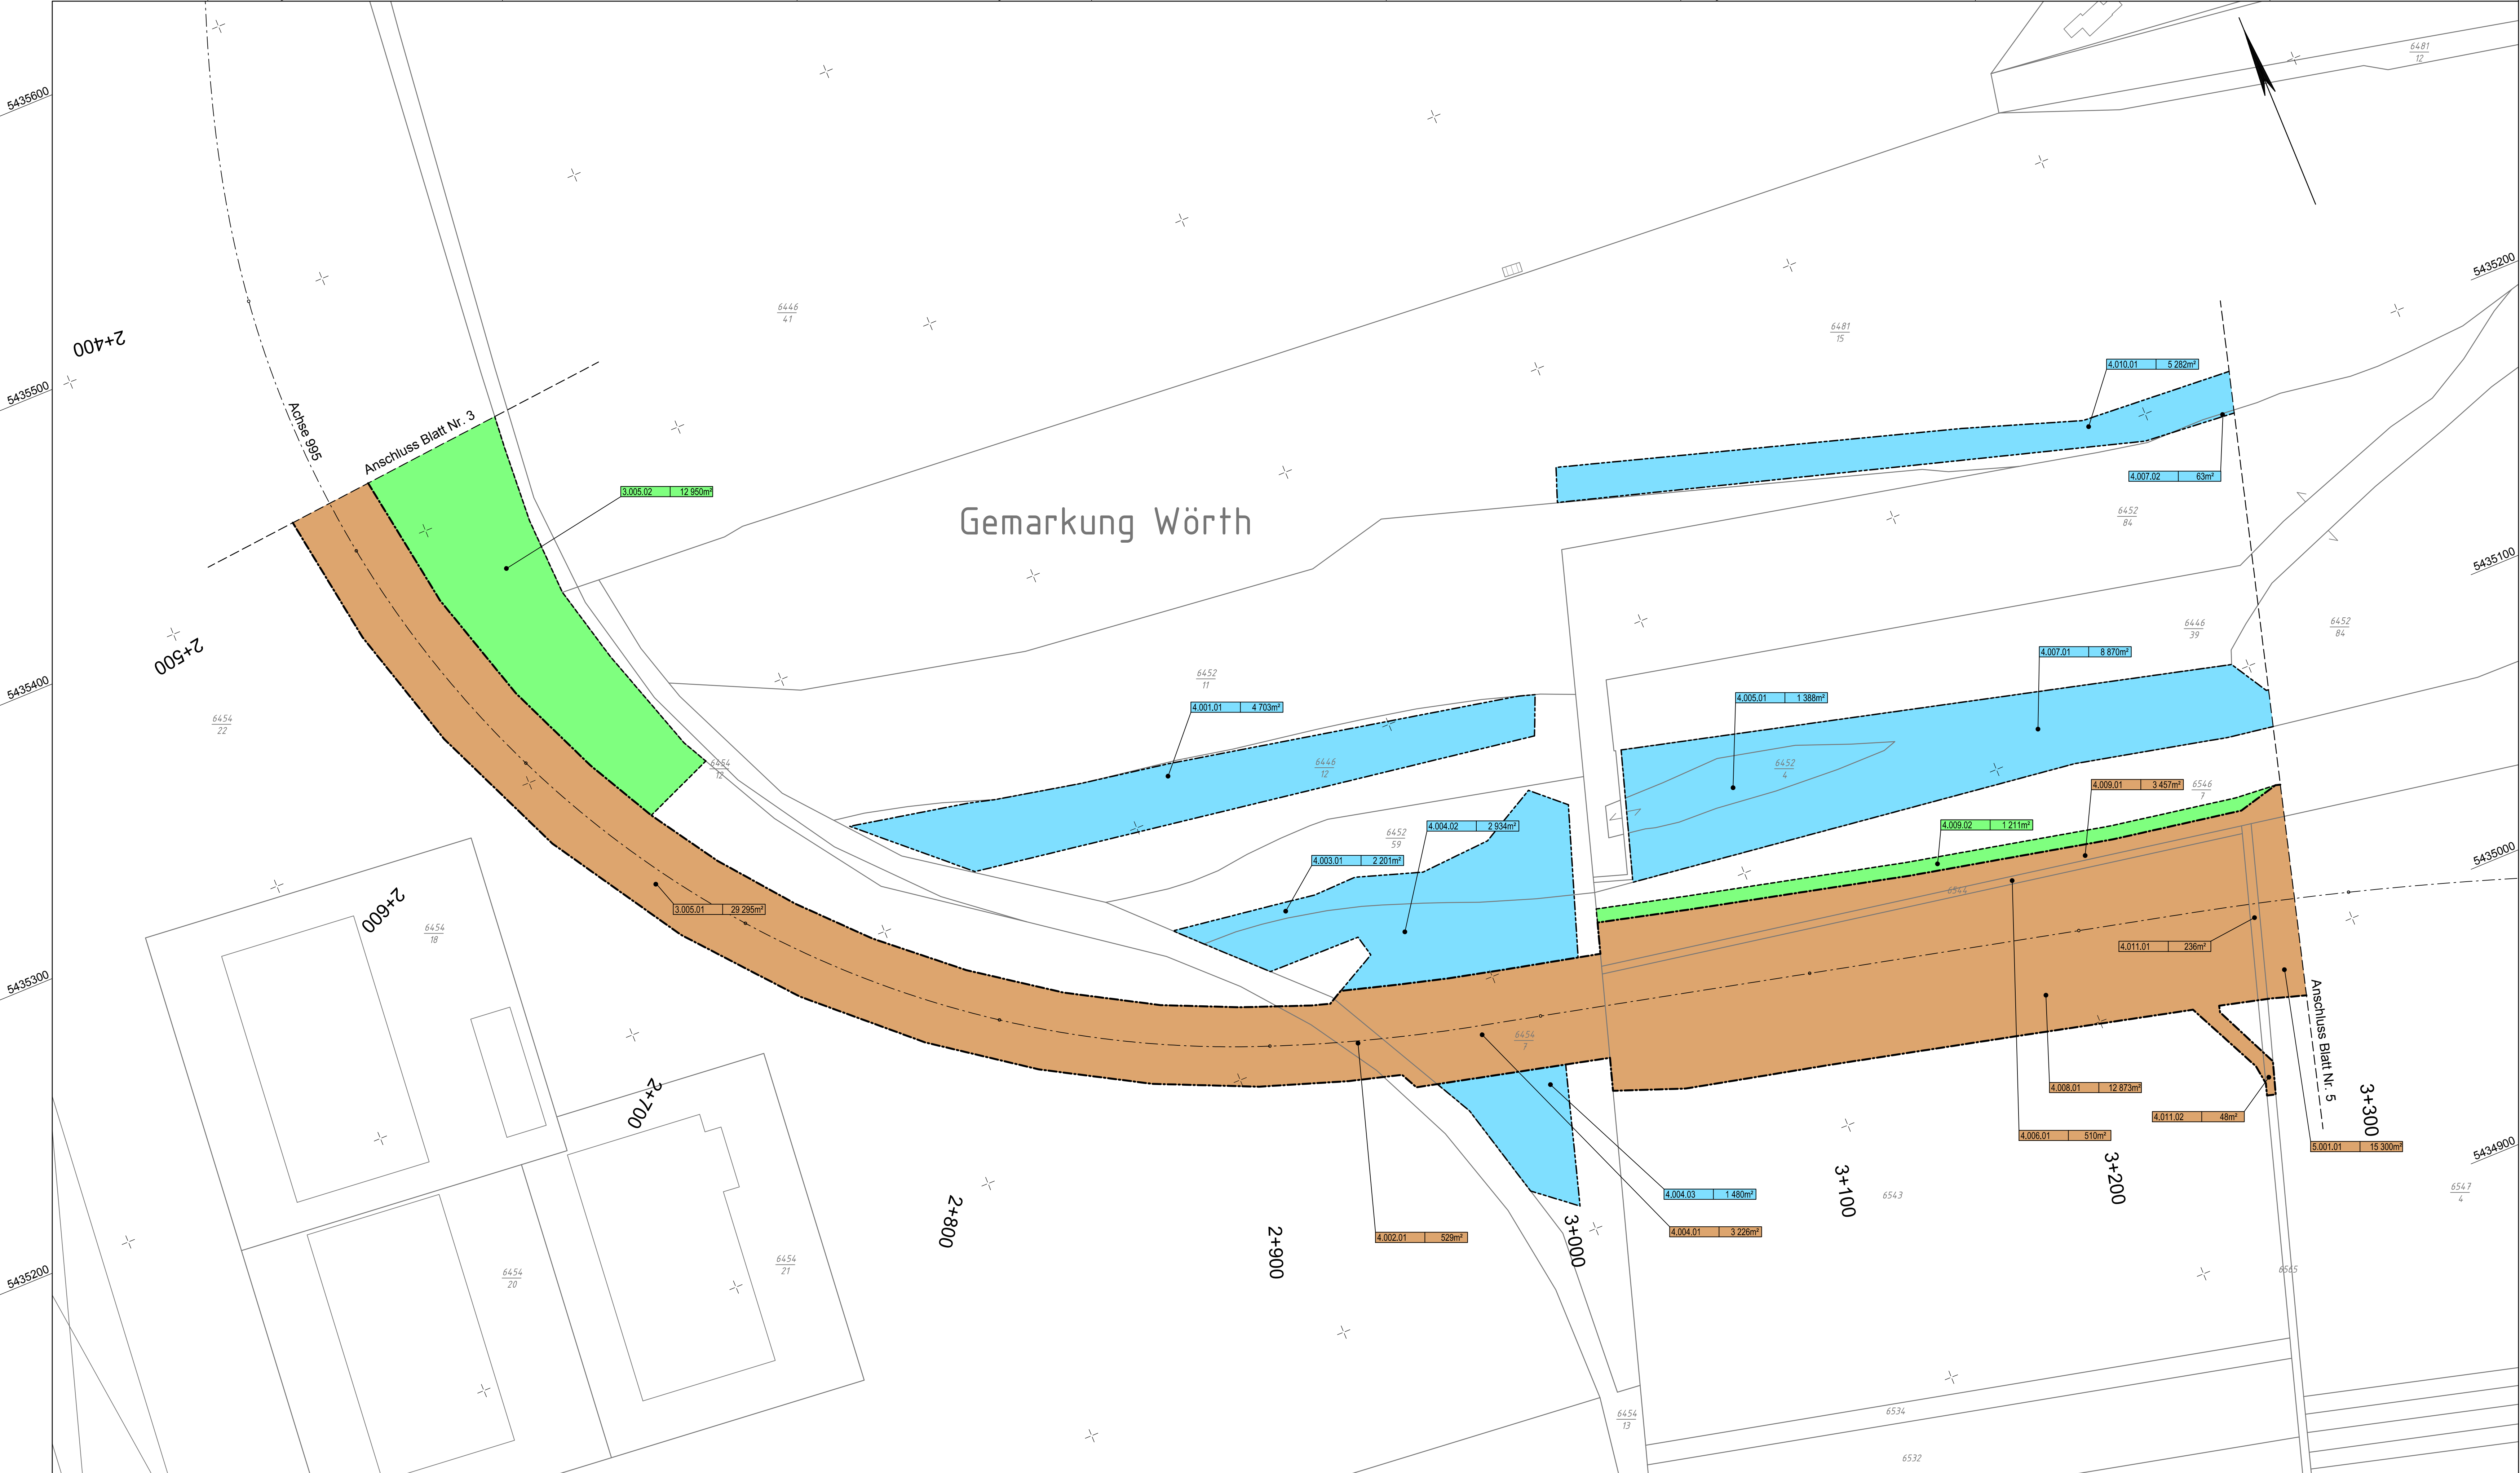 5435600
5435500
5435400
5435300
5435200
5435200
5435100
5435000
5434900
2+400
2+500
2+600
2+700
2+800
2+900
3+000
3+100
3+200
3+300
Achse 995
Anschluss Blatt Nr. 3
Anschluss Blatt Nr. 5
Gemarkung Wörth
3.005.02 12 950m²
3.005.01 29 295m²
4.001.01 4 703m²
4.003.01 2 201m²
4.004.02 2 934m²
4.002.01 529m²
4.004.03 1 480m²
4.004.01 3 226m²
4.005.01 1 388m²
4.007.01 8 870m²
4.010.01 5 282m²
4.007.02 63m²
4.009.01 3 457m²
4.009.02 1 211m²
4.011.01 236m²
4.008.01 12 873m²
4.011.02 48m²
4.006.01 510m²
5.001.01 15 300m²
6481
12
6446
41
6481
15
6452
84
6446
39
6452
84
6452
11
6446
12
6452
4
6452
59
6454
12
6454
22
6454
18
6454
20
6454
21
6454
7
6546
7
6544
6543
6547
4
6565
6454
13
6534
6532